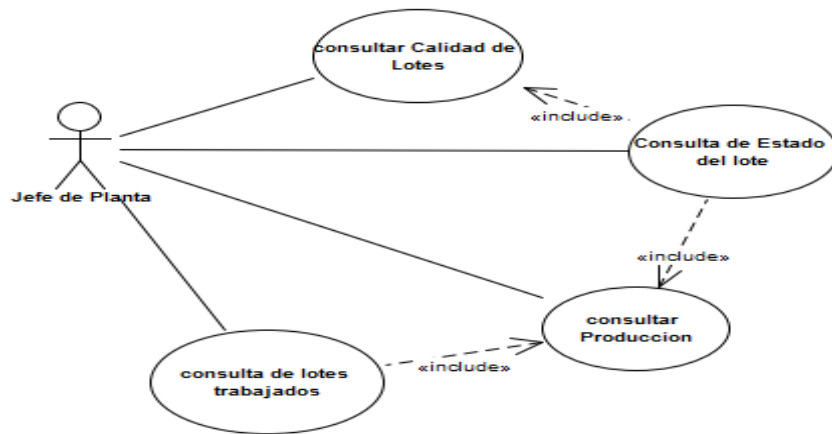 consultar Calidad de
Lotes
«include»
Consulta de Estado
del lote
Jefe de Planta
«include»
consultar
Produccion
«include»
consulta de lotes
trabajados